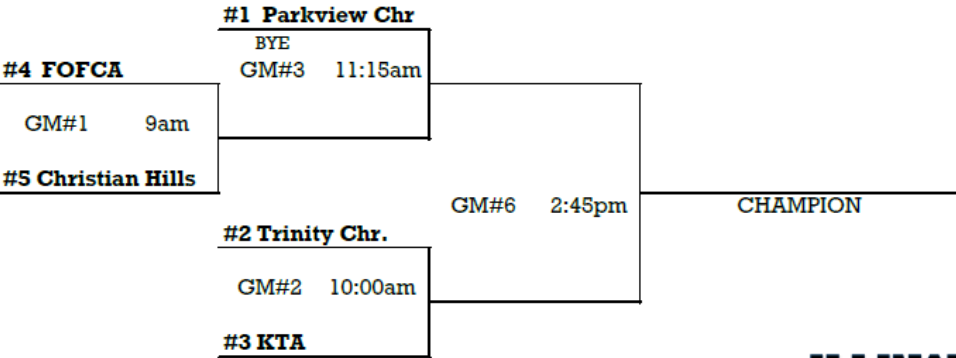 #1 Parkview Chr
BYE
#4 FOFCA
GM#3 11:15am
GM#1 9am
#5 Christian Hills
GM#6 2:45pm
CHAMPION
#2 Trinity Chr.
GM#2 10:00am
#3 KTA